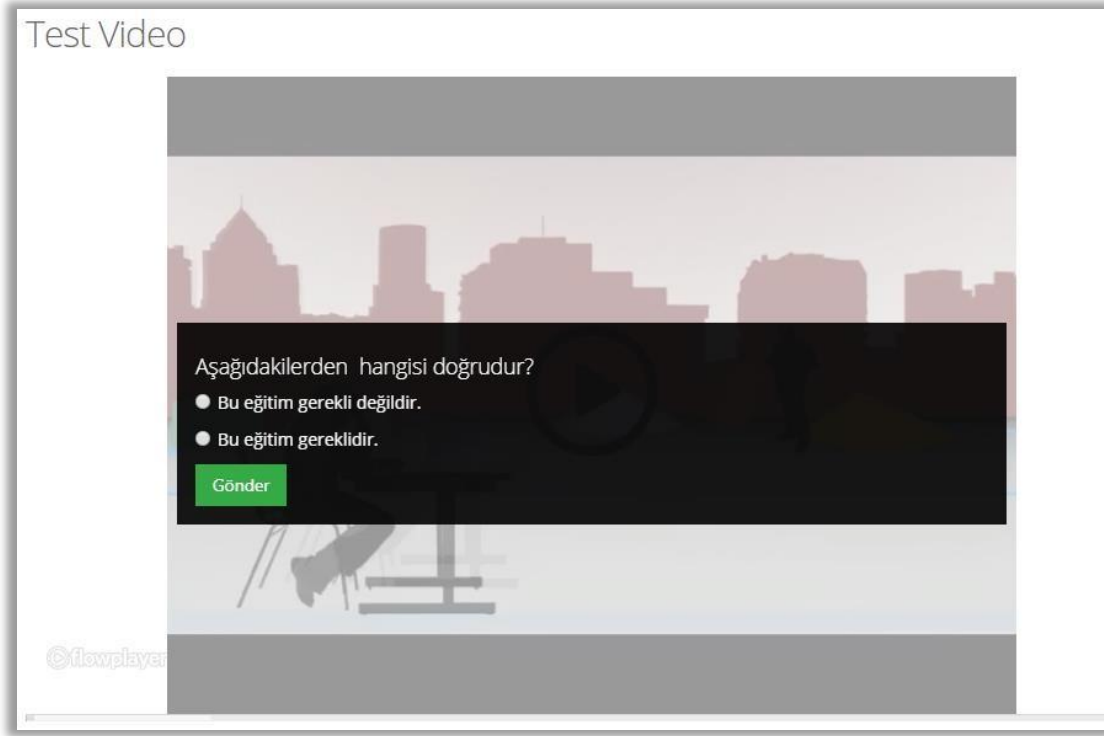 Test Video
Aşağıdakilerden hangisi doğrudur?
Bu eğitim gerekli değildir.
Bu eğitim gereklidir.
Gönder
flowplayer